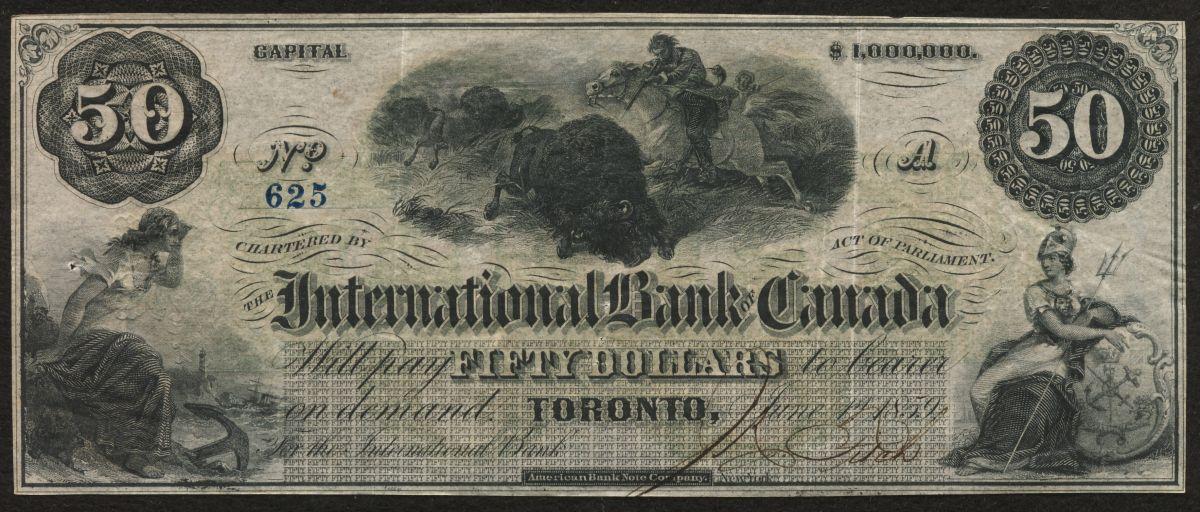 CAPITAL
$ 1,000,000.
50
50
Nº
625
A
CHARTERED BY
ACT OF PARLIAMENT.
THE International Bank OF Canada
Will pay FIFTY DOLLARS to bearer
on demand TORONTO,
For the International Bank
American Bank Note Company.